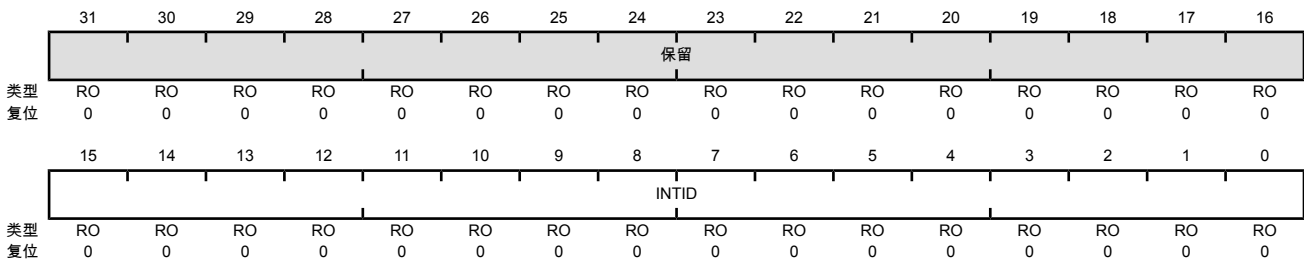 31 30 29 28 27 26 25 24 23 22 21 20 19 18 17 16
保留
类型 RO RO RO RO RO RO RO RO RO RO RO RO RO RO RO RO
复位 0 0 0 0 0 0 0 0 0 0 0 0 0 0 0 0
15 14 13 12 11 10 9 8 7 6 5 4 3 2 1 0
INTID
类型 RO RO RO RO RO RO RO RO RO RO RO RO RO RO RO RO
复位 0 0 0 0 0 0 0 0 0 0 0 0 0 0 0 0